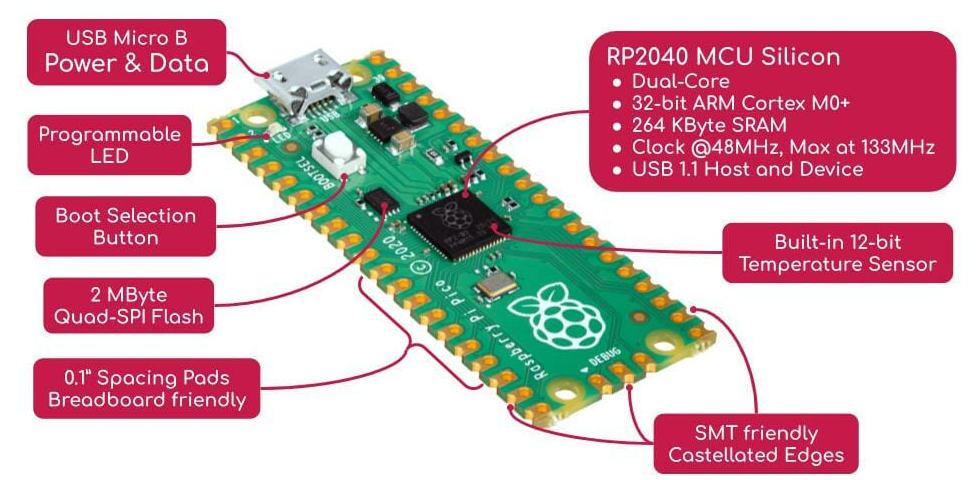 USB Micro B
Power & Data
Programmable
LED
Boot Selection
Button
2 MByte
Quad-SPI Flash
0.1" Spacing Pads
Breadboard friendly
RP2040 MCU Silicon
● Dual-Core
● 32-bit ARM Cortex M0+
● 264 KByte SRAM
● Clock @48MHz, Max at 133MHz
● USB 1.1 Host and Device
Built-in 12-bit
Temperature Sensor
SMT friendly
Castellated Edges
USB
BOOTSEL
Raspberry Pi Pico © 2020
DEBUG